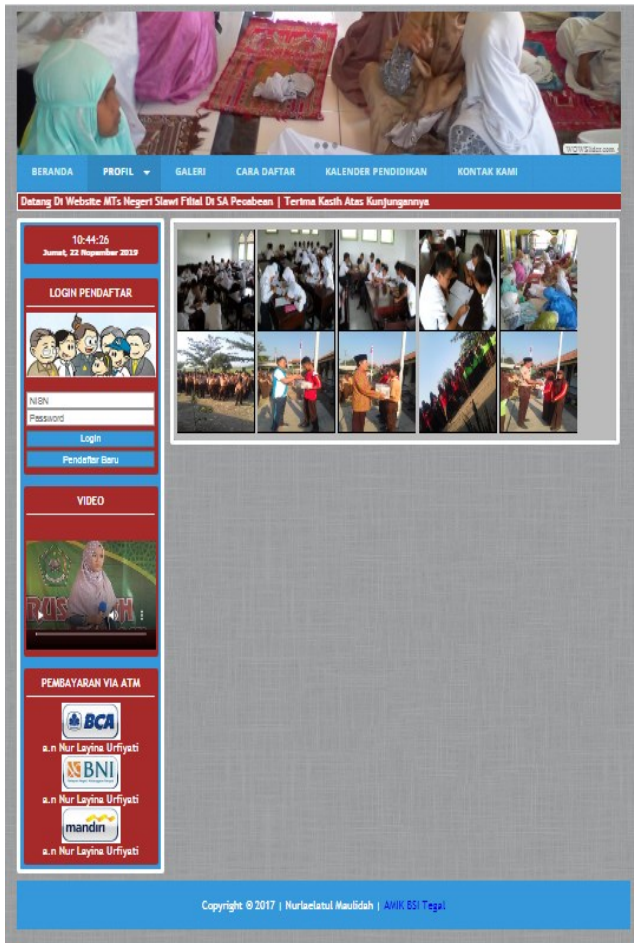 WOWSlider.com
BERANDA PROFIL GALERI CARA DAFTAR KALENDER PENDIDIKAN KONTAK KAMI
Datang Di Website MTs Negeri Slawi Filial Di SA Pecabean | Terima Kasih Atas Kunjungannya
10:44:26
Jumat, 22 Nopember 2019
LOGIN PENDAFTAR
NISN
Password
Login
Pendaftar Baru
VIDEO
RUS H
PEMBAYARAN VIA ATM
BCA
a.n Nur Layina Urfiyati
BNI
a.n Nur Layina Urfiyati
mandiri
a.n Nur Layina Urfiyati
Copyright © 2017 | Nurlaelatul Maulidah | AMIK BSI Tegal